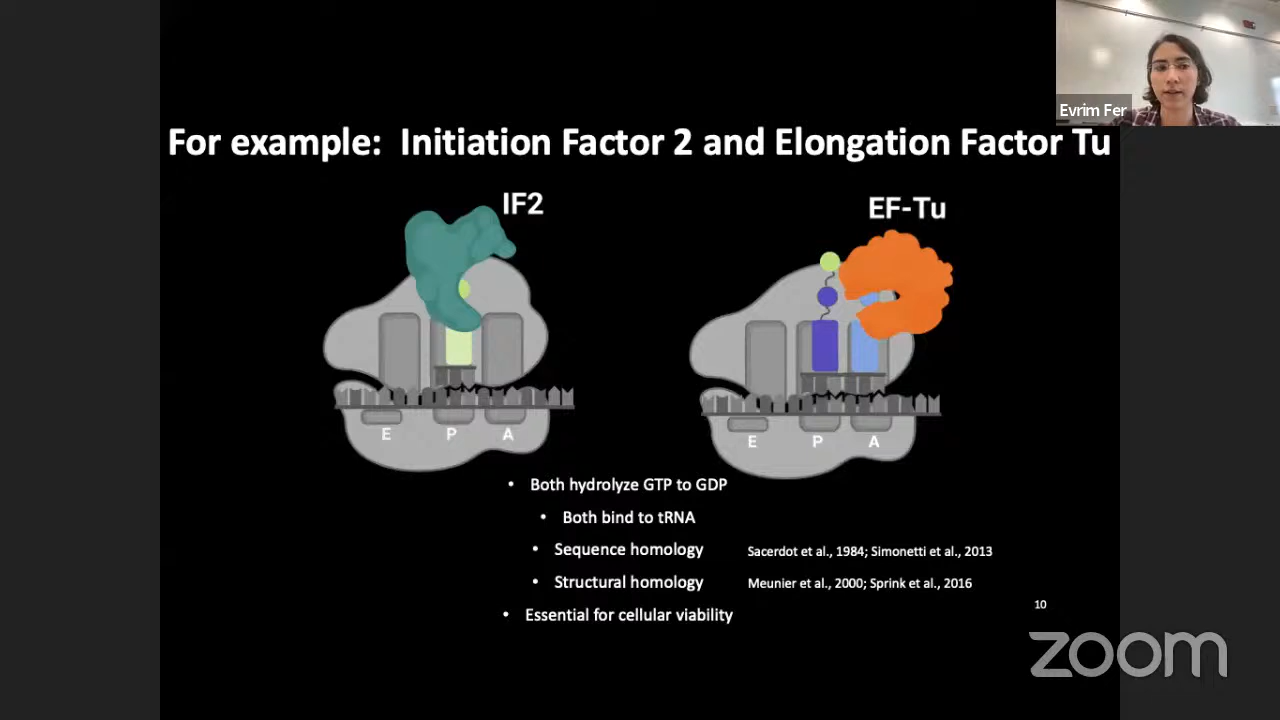 Evrim Fer
For example: Initiation Factor 2 and Elongation Factor Tu
IF2
EF-Tu
E P A
E P A
• Both hydrolyze GTP to GDP
• Both bind to tRNA
• Sequence homology Sacerdot et al., 1984; Simonetti et al., 2013
• Structural homology Meunier et al., 2000; Sprink et al., 2016
• Essential for cellular viability
10
zoom